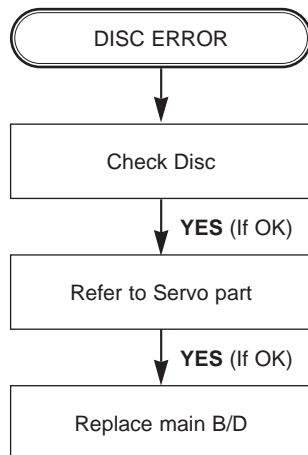 DISC ERROR
Check Disc
YES (If OK)
Refer to Servo part
YES (If OK)
Replace main B/D